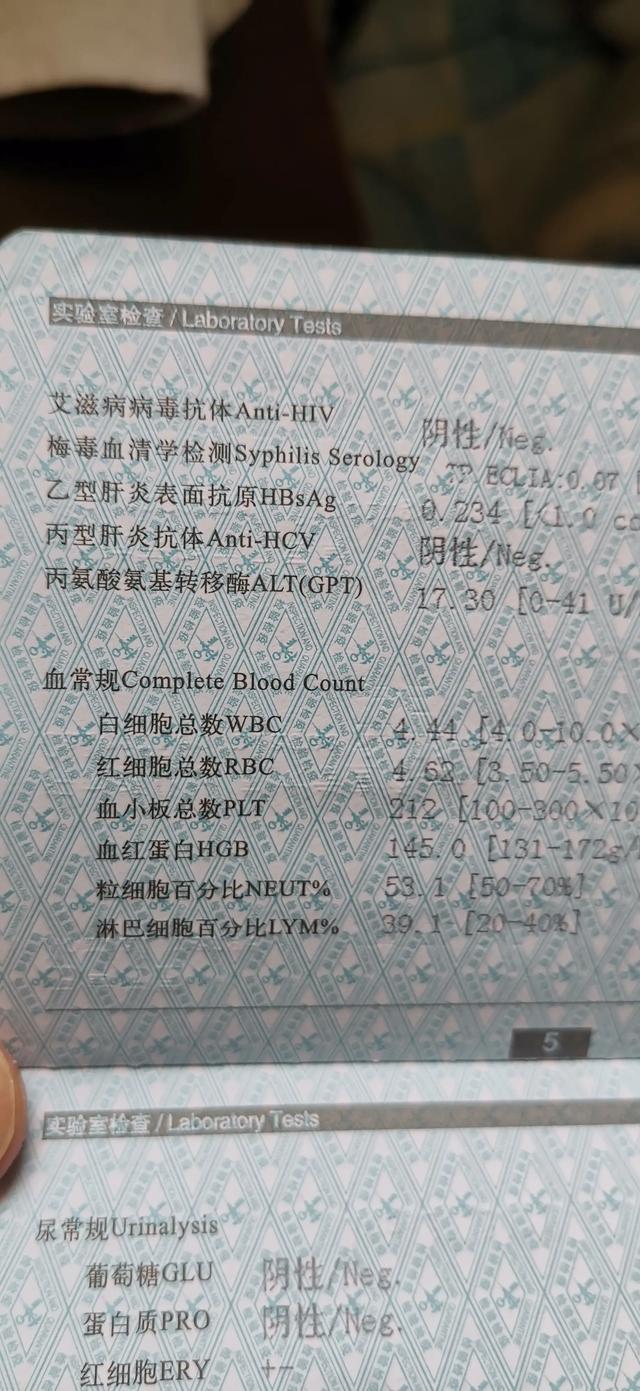 实验室检查 / Laboratory Tests
艾滋病病毒抗体Anti-HIV 阴性/Neg.
梅毒血清学检测Syphilis Serology TP ECLIA:0.07 [
乙型肝炎表面抗原HBsAg 0.234 [<1.0 c
丙型肝炎抗体Anti-HCV 阴性/Neg.
丙氨酸氨基转移酶ALT(GPT) 17.30 [0-41 U/
血常规Complete Blood Count
白细胞总数WBC 4.44 [4.0-10.0×
红细胞总数RBC 4.62 [3.50-5.50×
血小板总数PLT 212 [100-300×10
血红蛋白HGB 145.0 [131-172g/
粒细胞百分比NEUT% 53.1 [50-70%]
淋巴细胞百分比LYM% 39.1 [20-40%]
5
实验室检查 / Laboratory Tests
尿常规Urinalysis
葡萄糖GLU 阴性/Neg.
蛋白质PRO 阴性/Neg.
红细胞ERY +-